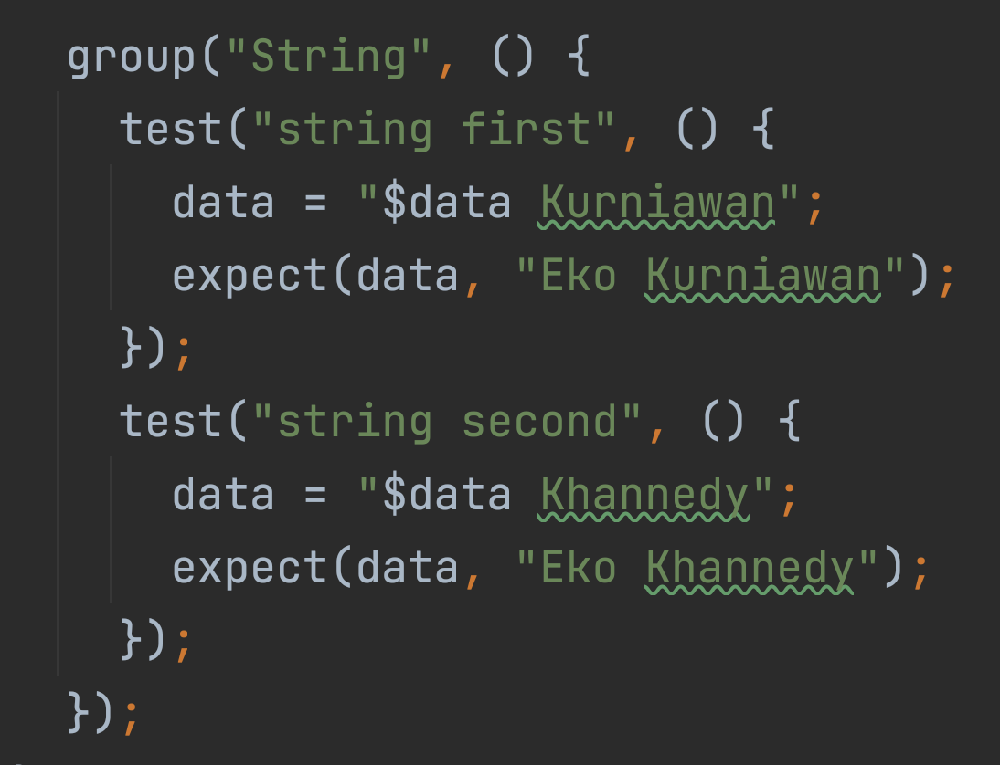 group("String", () {
test("string first", () {
data = "$data Kurniawan";
expect(data, "Eko Kurniawan");
});
test("string second", () {
data = "$data Khannedy";
expect(data, "Eko Khannedy");
});
});